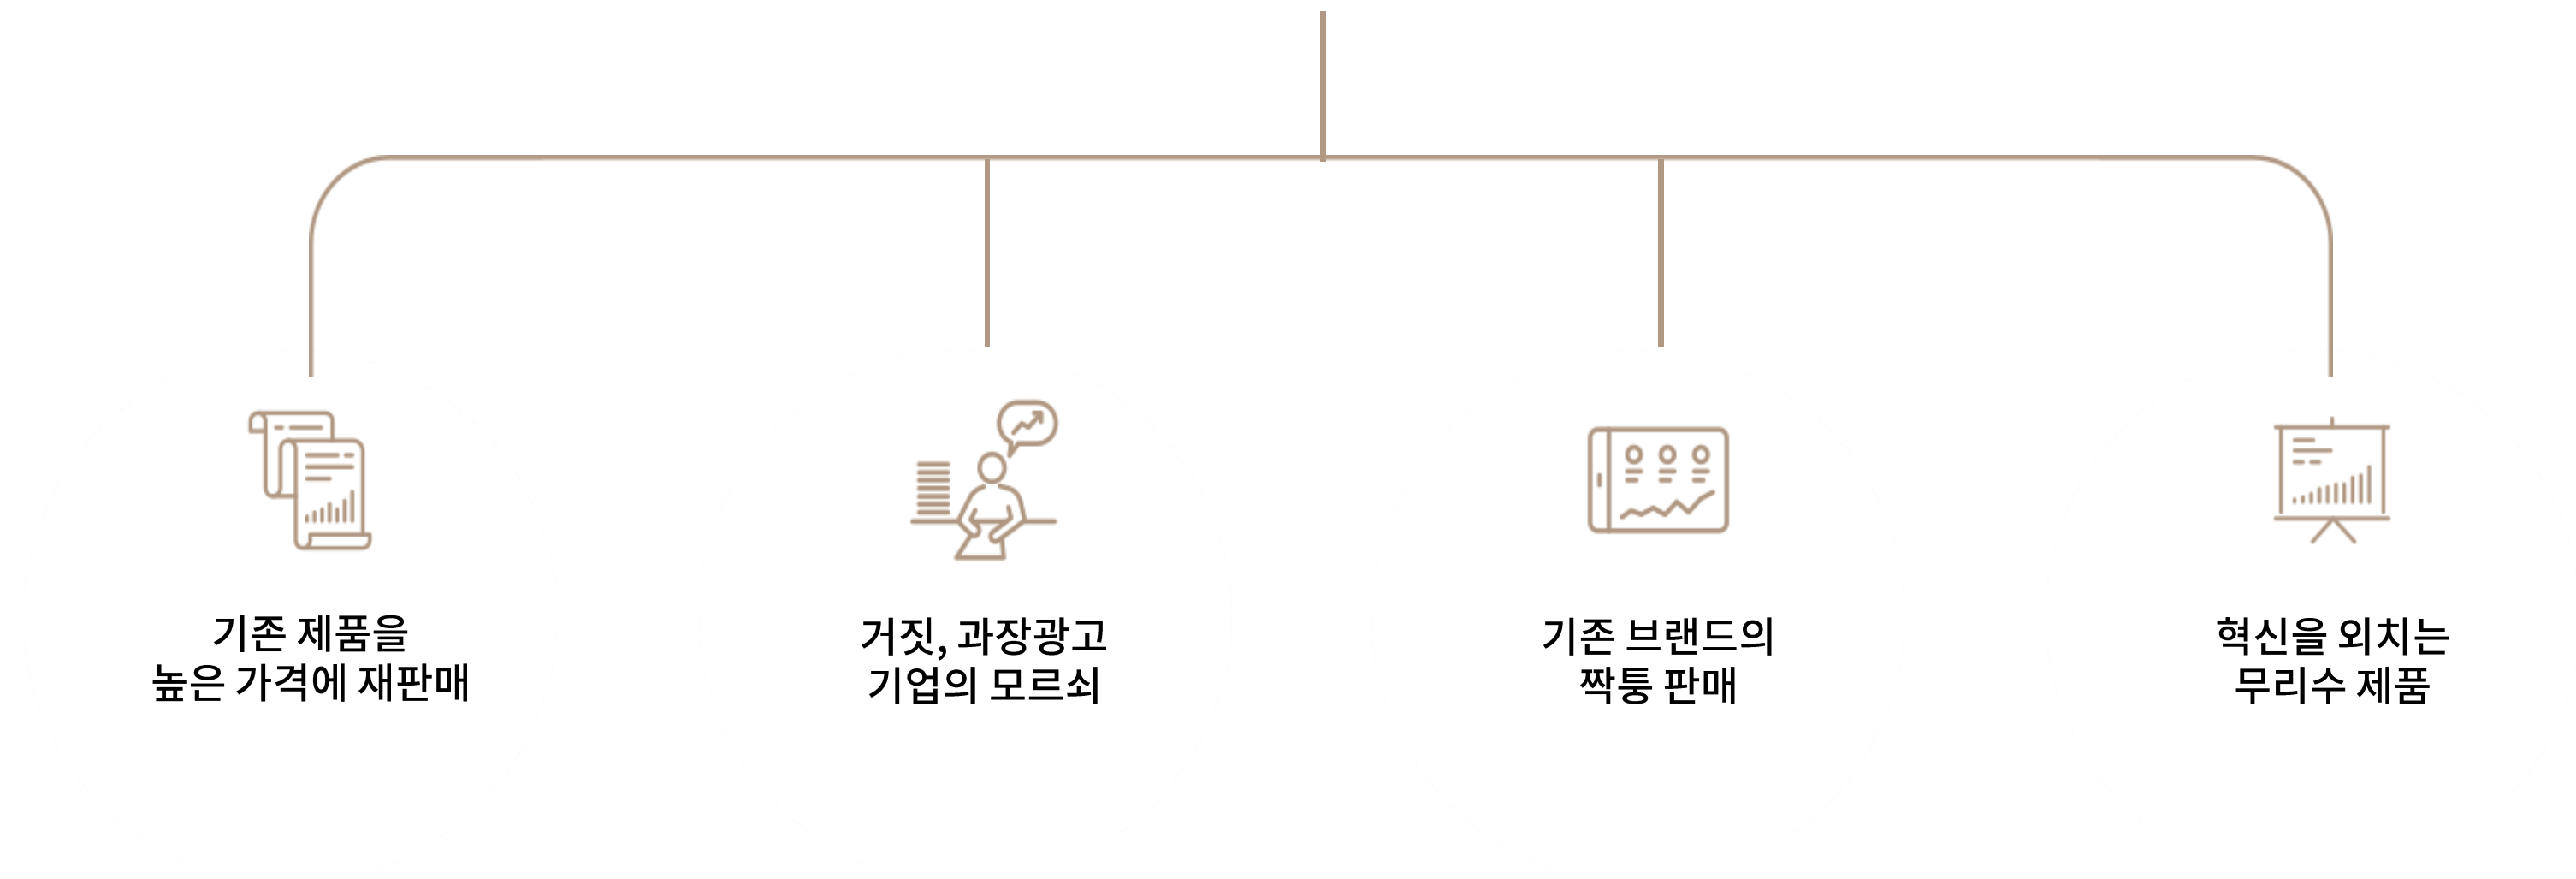 기존 제품을
높은 가격에 재판매
거짓, 과장광고
기업의 모르쇠
기존 브랜드의
짝퉁 판매
혁신을 외치는
무리수 제품